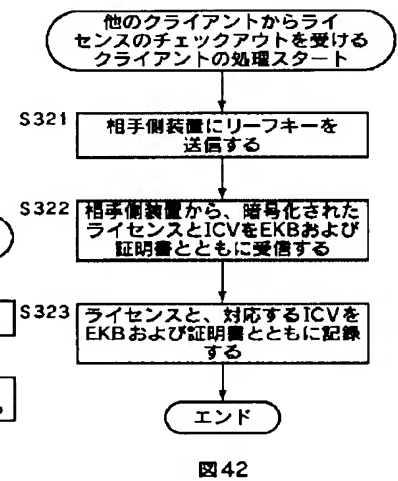 他のクライアントからライ
センスのチェックアウトを受ける
クライアントの処理スタート
S321
相手側装置にリーフキーを
送信する
S322
相手側装置から、暗号化された
ライセンスとICVをEKBおよび
証明書とともに受信する
S323
ライセンスと、対応するICVを
EKBおよび証明書とともに記録
する
エンド
図42